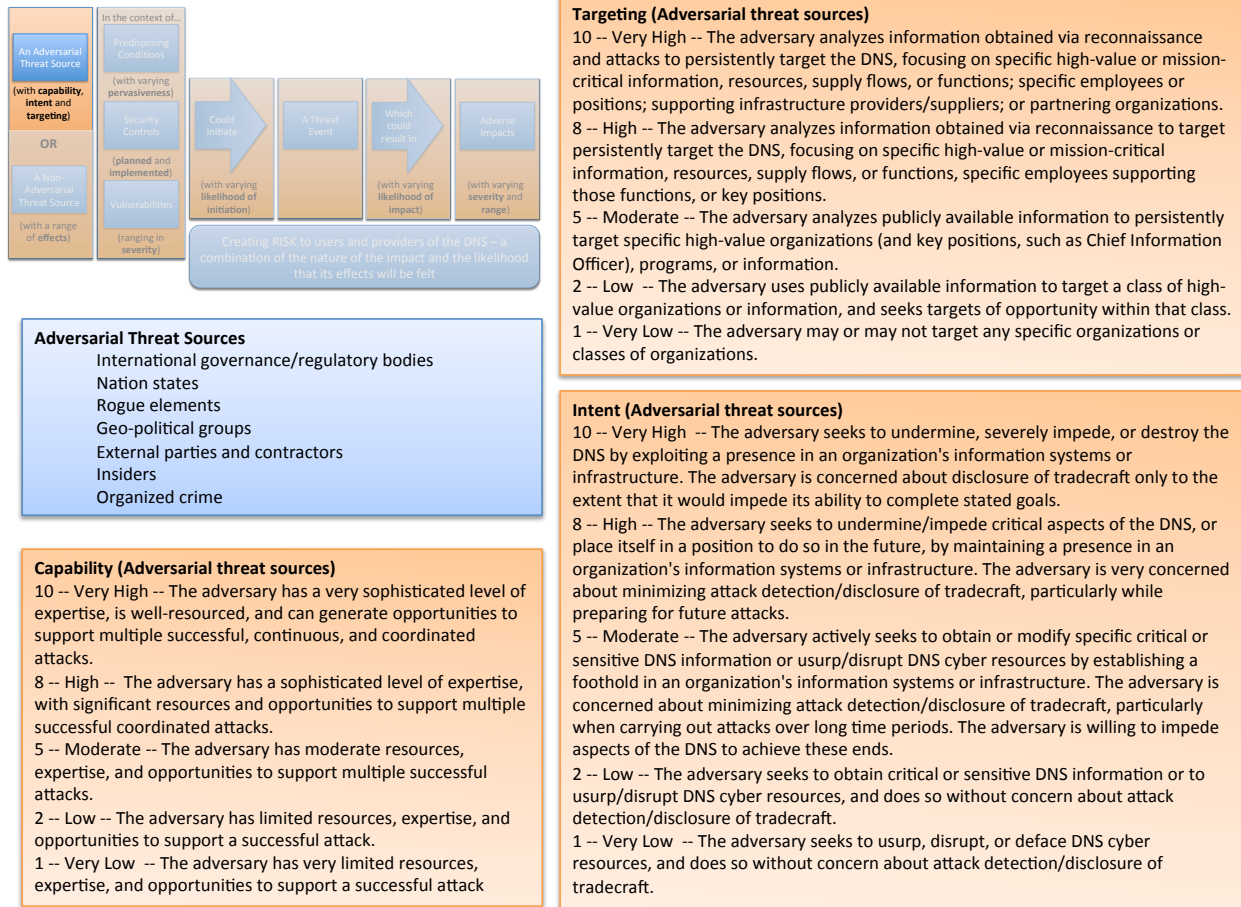 In the context of...
An Adversarial
Threat Source
(with capability,
intent and
targeting)
OR
A Non-
Adversarial
Threat Source
(with a range
of effects)
Predisposing
Conditions
(with varying
pervasiveness)
Security
Controls
(planned and
implemented)
Vulnerabilities
(ranging in
severity)
Could
Initiate
(with varying
likelihood of
initiation)
A Threat
Event
Which
could
result in
(with varying
likelihood of
impact)
Adverse
Impacts
(with varying
severity and
range)
Creating RISK to users and providers of the DNS – a
combination of the nature of the impact and the likelihood
that its effects will be felt
Adversarial Threat Sources
International governance/regulatory bodies
Nation states
Rogue elements
Geo-political groups
External parties and contractors
Insiders
Organized crime
Capability (Adversarial threat sources)
10 -- Very High -- The adversary has a very sophisticated level of
expertise, is well-resourced, and can generate opportunities to
support multiple successful, continuous, and coordinated
attacks.
8 -- High -- The adversary has a sophisticated level of expertise,
with significant resources and opportunities to support multiple
successful coordinated attacks.
5 -- Moderate -- The adversary has moderate resources,
expertise, and opportunities to support multiple successful
attacks.
2 -- Low -- The adversary has limited resources, expertise, and
opportunities to support a successful attack.
1 -- Very Low -- The adversary has very limited resources,
expertise, and opportunities to support a successful attack
Targeting (Adversarial threat sources)
10 -- Very High -- The adversary analyzes information obtained via reconnaissance
and attacks to persistently target the DNS, focusing on specific high-value or mission-
critical information, resources, supply flows, or functions; specific employees or
positions; supporting infrastructure providers/suppliers; or partnering organizations.
8 -- High -- The adversary analyzes information obtained via reconnaissance to target
persistently target the DNS, focusing on specific high-value or mission-critical
information, resources, supply flows, or functions, specific employees supporting
those functions, or key positions.
5 -- Moderate -- The adversary analyzes publicly available information to persistently
target specific high-value organizations (and key positions, such as Chief Information
Officer), programs, or information.
2 -- Low -- The adversary uses publicly available information to target a class of high-
value organizations or information, and seeks targets of opportunity within that class.
1 -- Very Low -- The adversary may or may not target any specific organizations or
classes of organizations.
Intent (Adversarial threat sources)
10 -- Very High -- The adversary seeks to undermine, severely impede, or destroy the
DNS by exploiting a presence in an organization's information systems or
infrastructure. The adversary is concerned about disclosure of tradecraft only to the
extent that it would impede its ability to complete stated goals.
8 -- High -- The adversary seeks to undermine/impede critical aspects of the DNS, or
place itself in a position to do so in the future, by maintaining a presence in an
organization's information systems or infrastructure. The adversary is very concerned
about minimizing attack detection/disclosure of tradecraft, particularly while
preparing for future attacks.
5 -- Moderate -- The adversary actively seeks to obtain or modify specific critical or
sensitive DNS information or usurp/disrupt DNS cyber resources by establishing a
foothold in an organization's information systems or infrastructure. The adversary is
concerned about minimizing attack detection/disclosure of tradecraft, particularly
when carrying out attacks over long time periods. The adversary is willing to impede
aspects of the DNS to achieve these ends.
2 -- Low -- The adversary seeks to obtain critical or sensitive DNS information or to
usurp/disrupt DNS cyber resources, and does so without concern about attack
detection/disclosure of tradecraft.
1 -- Very Low -- The adversary seeks to usurp, disrupt, or deface DNS cyber
resources, and does so without concern about attack detection/disclosure of
tradecraft.